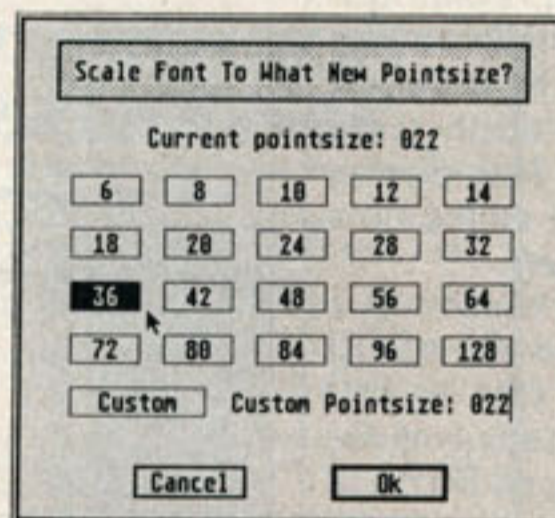 Scale Font To What New Pointsize?
Current pointsize: 022
6 8 10 12 14
18 20 24 28 32
36 42 48 56 64
72 80 84 96 128
Custom Custom Pointsize: 022
Cancel Ok